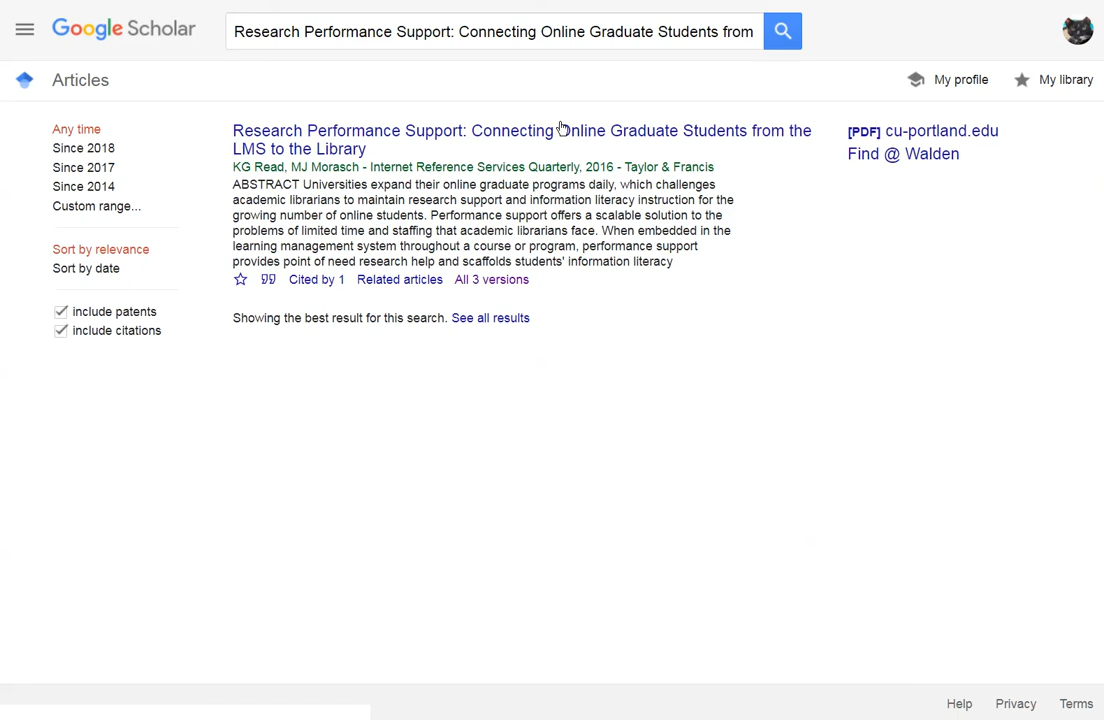 Google Scholar
Research Performance Support: Connecting Online Graduate Students from
Articles
My profile
My library
Any time
Since 2018
Since 2017
Since 2014
Custom range...
Sort by relevance
Sort by date
include patents
include citations
Research Performance Support: Connecting Online Graduate Students from the
LMS to the Library
KG Read, MJ Morasch - Internet Reference Services Quarterly, 2016 - Taylor & Francis
ABSTRACT Universities expand their online graduate programs daily, which challenges
academic librarians to maintain research support and information literacy instruction for the
growing number of online students. Performance support offers a scalable solution to the
problems of limited time and staffing that academic librarians face. When embedded in the
learning management system throughout a course or program, performance support
provides point of need research help and scaffolds students' information literacy
Cited by 1 Related articles All 3 versions
Showing the best result for this search. See all results
[PDF] cu-portland.edu
Find @ Walden
Help Privacy Terms